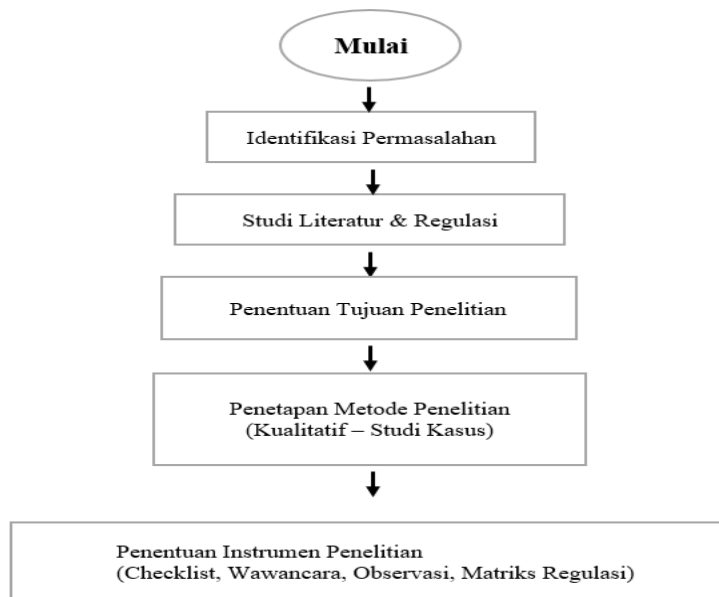 Mulai
Identifikasi Permasalahan
Studi Literatur & Regulasi
Penentuan Tujuan Penelitian
Penetapan Metode Penelitian
(Kualitatif – Studi Kasus)
Penentuan Instrumen Penelitian
(Checklist, Wawancara, Observasi, Matriks Regulasi)